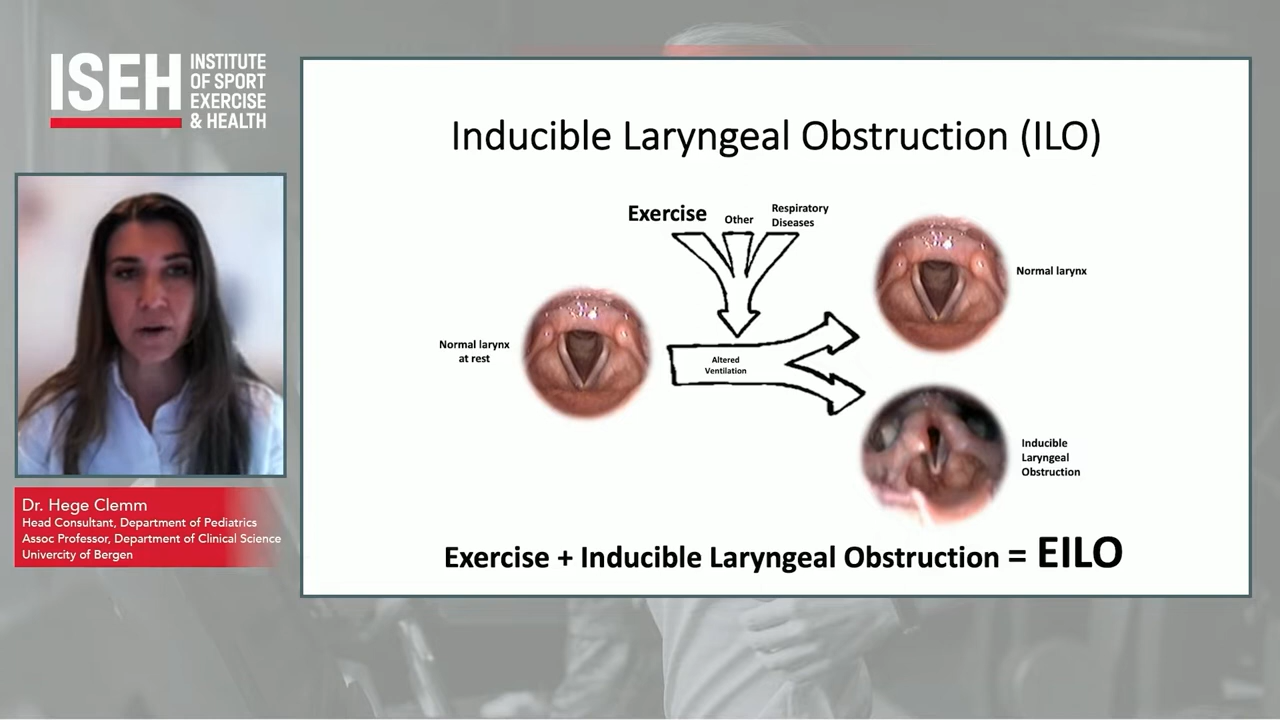 ISEH
INSTITUTE
OF SPORT
EXERCISE
& HEALTH
Dr. Hege Clemm
Head Consultant, Department of Pediatrics
Assoc Professor, Department of Clinical Science
Univercity of Bergen
Inducible Laryngeal Obstruction (ILO)
Exercise
Other
Respiratory
Diseases
Normal larynx
at rest
Altered
Ventilation
Normal larynx
Inducible
Laryngeal
Obstruction
Exercise + Inducible Laryngeal Obstruction = EILO